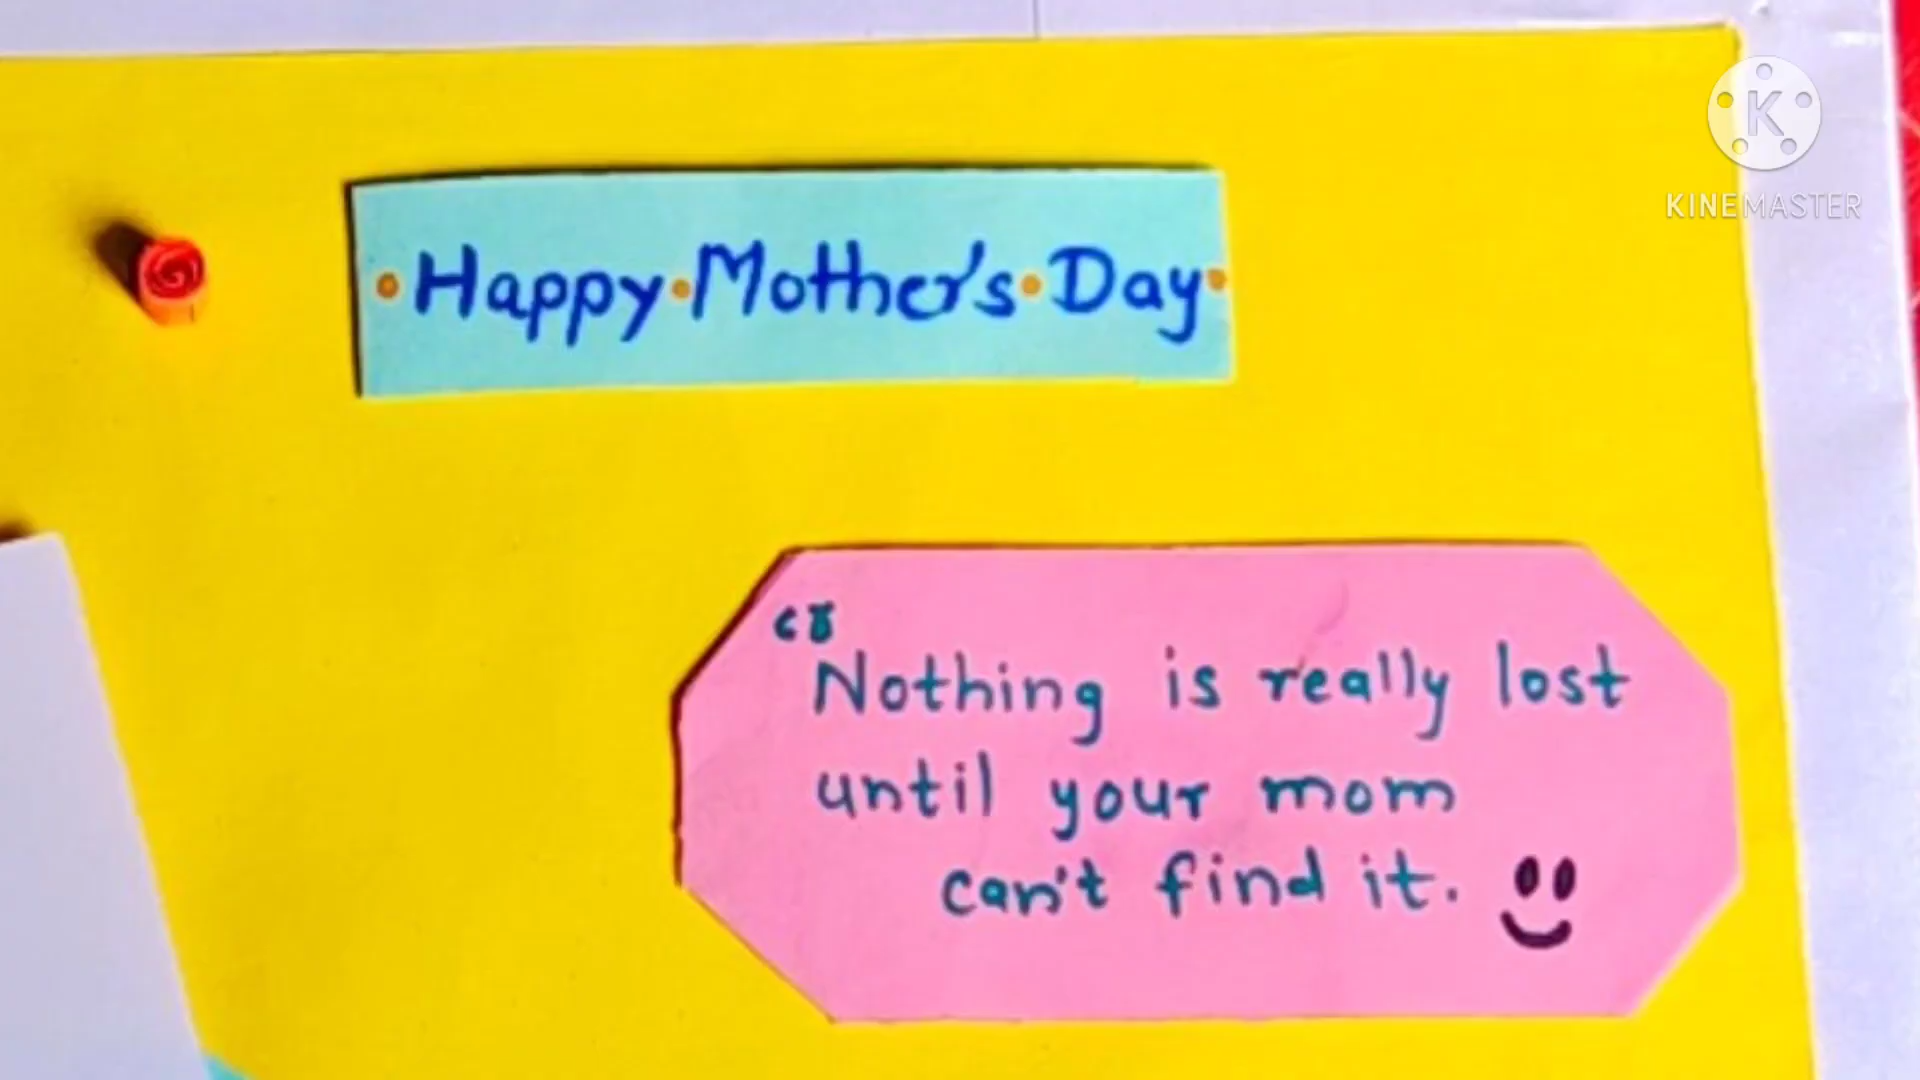 KINEMASTER
•Happy•Mother's•Day•
“Nothing is really lost
until your mom
can't find it.